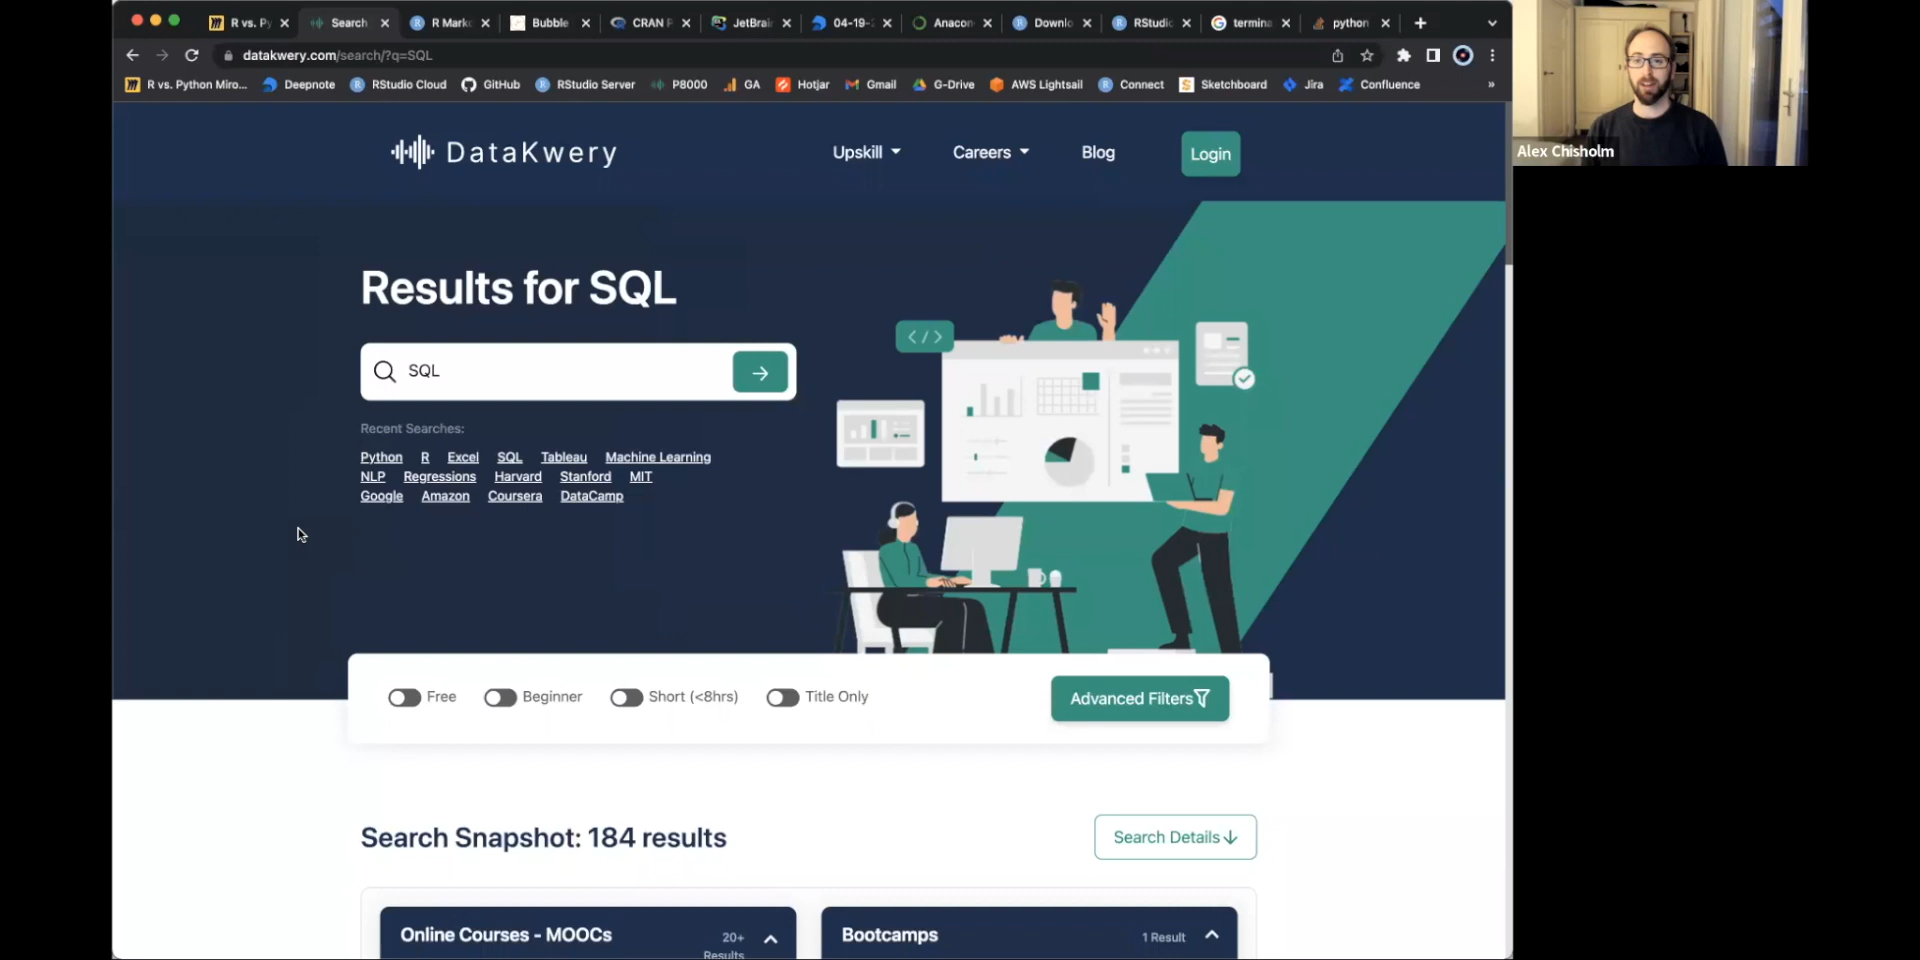 R vs. Py
Search
R Mark
Bubble
CRAN P
JetBrai
04-19-2
Anacon
Downlo
RStudio
termina
python
datakwery.com/search/?q=SQL
R vs. Python Miro...
Deepnote
RStudio Cloud
GitHub
RStudio Server
P8000
GA
Hotjar
Gmail
G-Drive
AWS Lightsail
Connect
Sketchboard
Jira
Confluence
»
Alex Chisholm
DataKwery
Upskill
Careers
Blog
Login
Results for SQL
SQL
</>
Recent Searches:
Python R Excel SQL Tableau Machine Learning
NLP Regressions Harvard Stanford MIT
Google Amazon Coursera DataCamp
Free
Beginner
Short (<8hrs)
Title Only
Advanced Filters
Search Snapshot: 184 results
Search Details
Online Courses - MOOCs
20+
Results
Bootcamps
1 Result